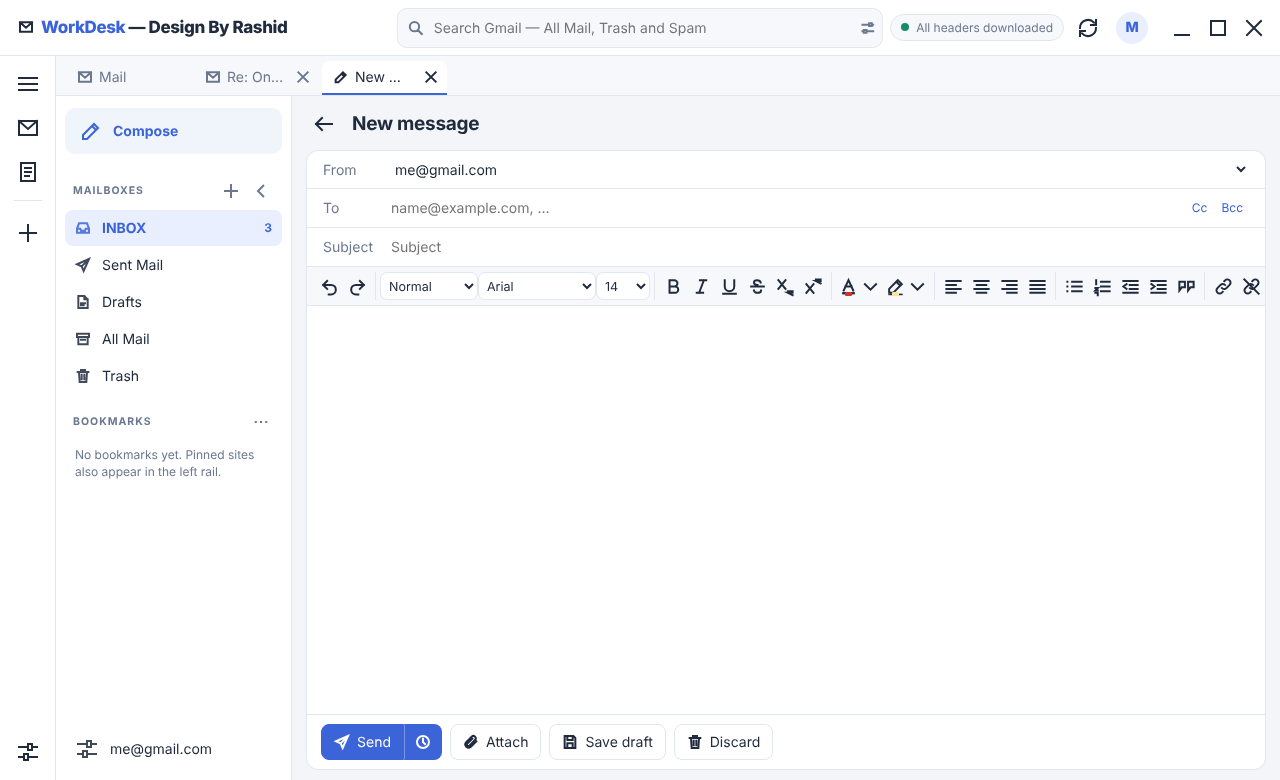 WorkDesk — Design By Rashid
Search Gmail — All Mail, Trash and Spam
All headers downloaded
M
Mail
Re: On...
New ...
Compose
New message
MAILBOXES
INBOX 3
Sent Mail
Drafts
All Mail
Trash
BOOKMARKS
No bookmarks yet. Pinned sites
also appear in the left rail.
me@gmail.com
From me@gmail.com
To name@example.com, ... Cc Bcc
Subject Subject
Normal Arial 14
Send Attach Save draft Discard